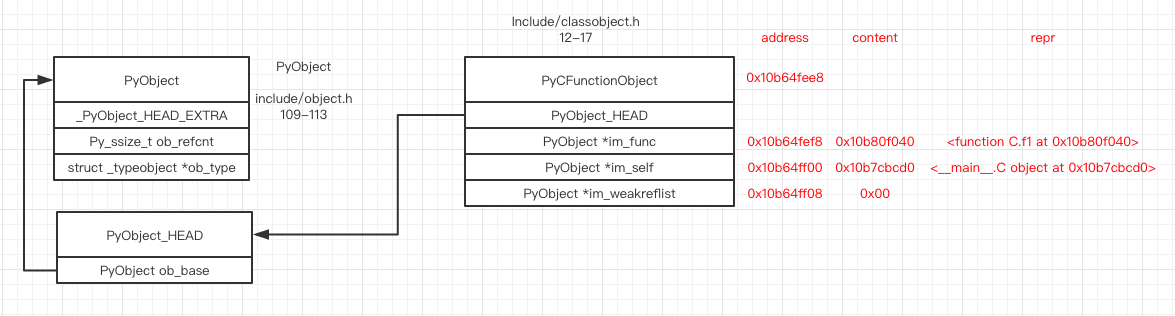 Include/classobject.h
12-17
address
content
repr
PyObject
PyObject
PyCFunctionObject
0x10b64fee8
include/object.h
109-113
_PyObject_HEAD_EXTRA
PyObject_HEAD
Py_ssize_t ob_refcnt
PyObject *im_func
0x10b64fef8
0x10b80f040
<function C.f1 at 0x10b80f040>
struct _typeobject *ob_type
PyObject *im_self
0x10b64ff00
0x10b7cbcd0
<__main__.C object at 0x10b7cbcd0>
PyObject *im_weakreflist
0x10b64ff08
0x00
PyObject_HEAD
PyObject ob_base